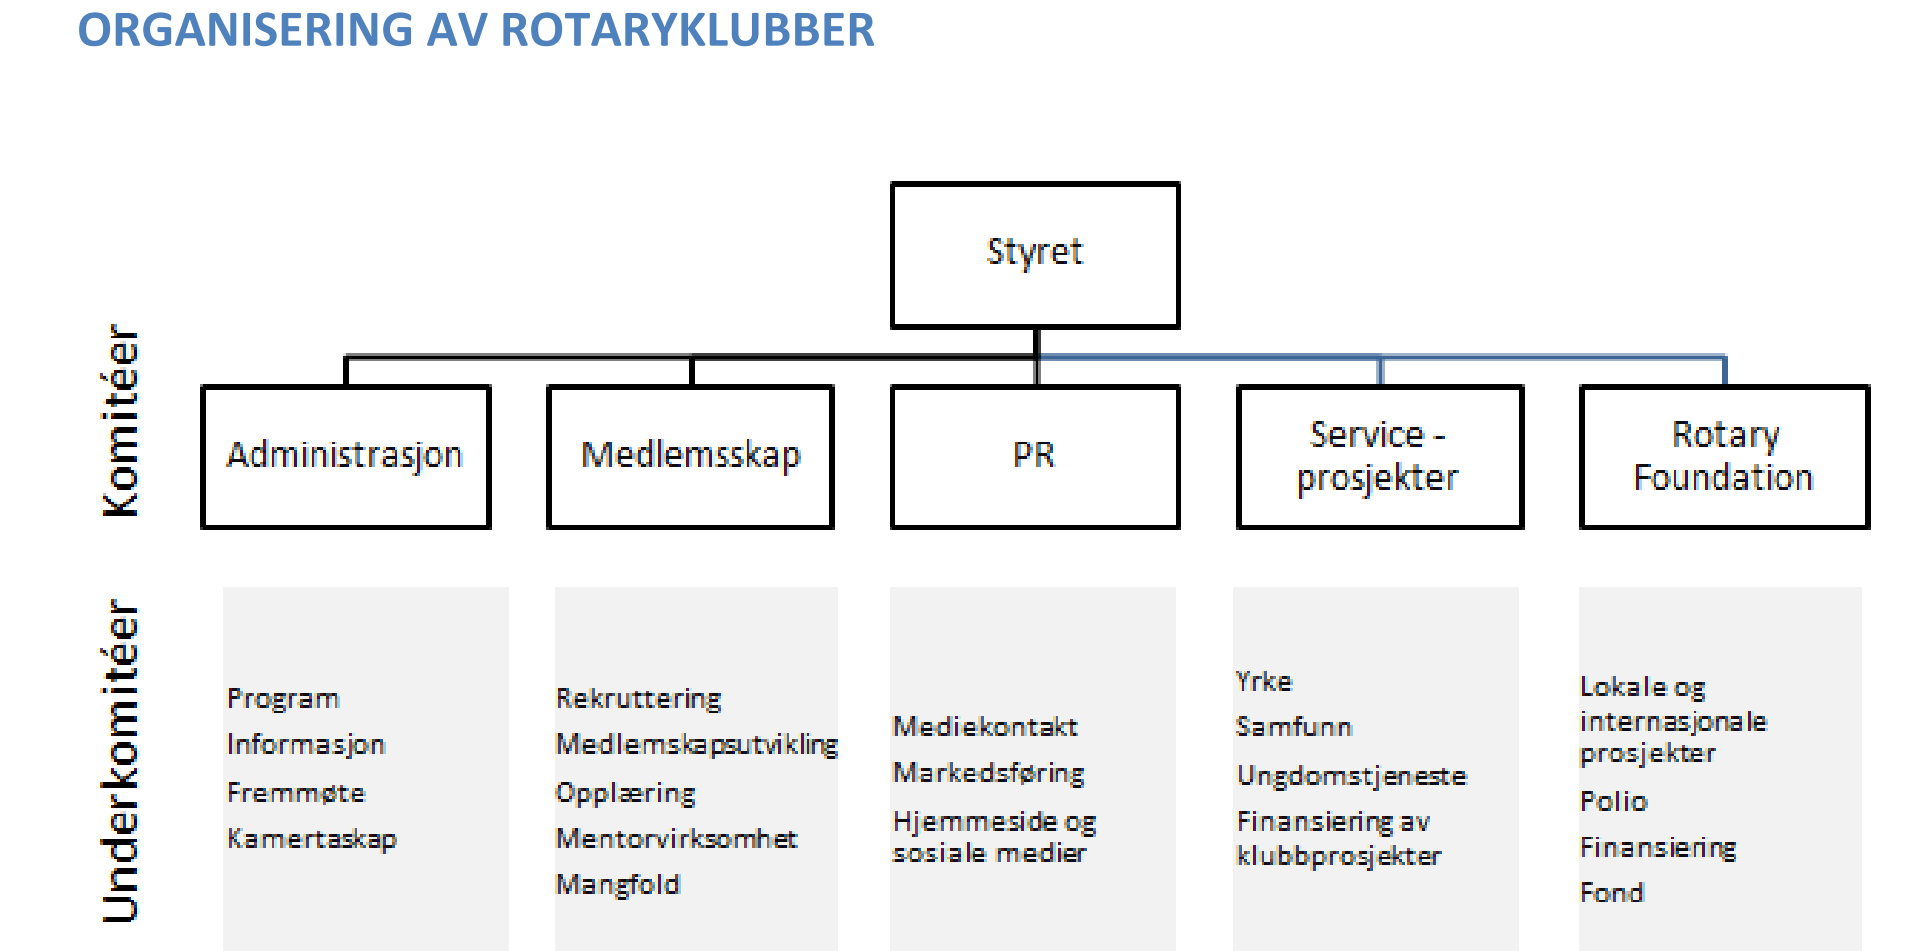 ORGANISERING AV ROTARYKLUBBER
Styret
Komitéer
Administrasjon
Medlemsskap
PR
Service -
prosjekter
Rotary
Foundation
Underkomitéer
Program
Informasjon
Fremmøte
Kamertaskap
Rekruttering
Medlemskapsutvikling
Opplæring
Mentorvirksomhet
Mangfold
Mediekontakt
Markedsføring
Hjemmeside og
sosiale medier
Yrke
Samfunn
Ungdomstjeneste
Finansiering av
klubbprosjekter
Lokale og
internasjonale
prosjekter
Polio
Finansiering
Fond